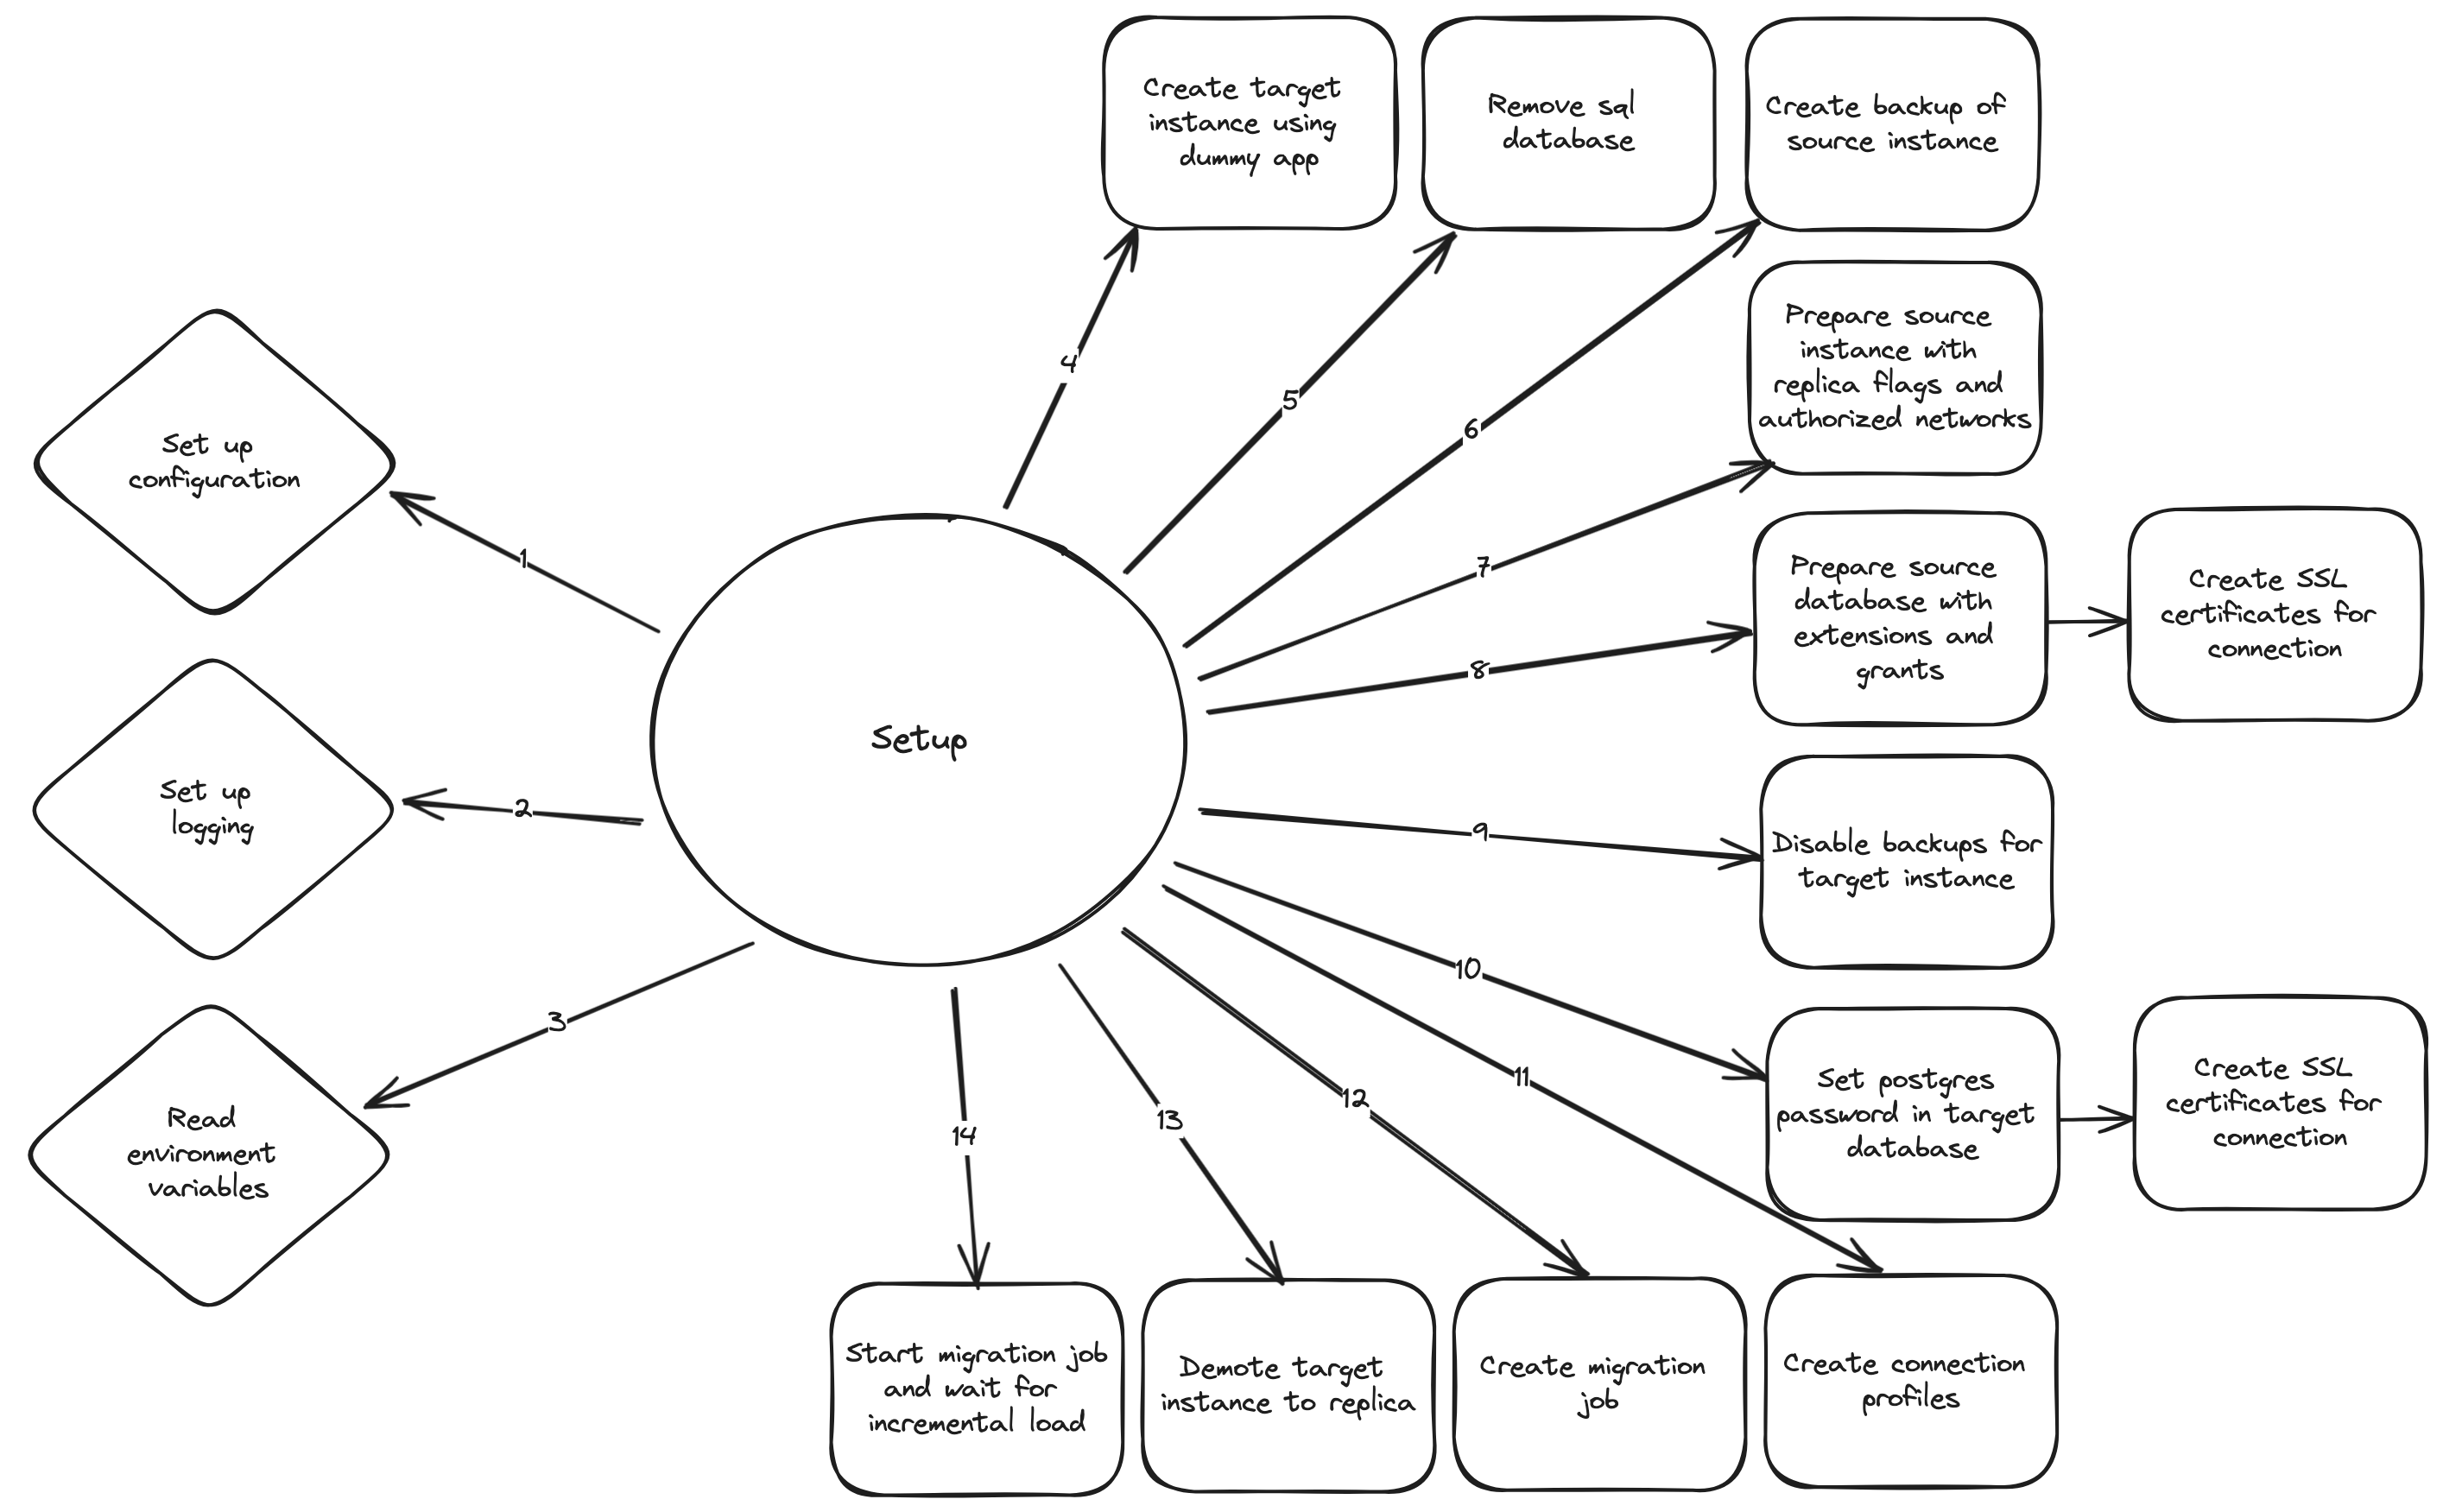 Create target
instance using
dummy app
Remove sql
database
Create backup of
source instance
Prepare source
instance with
replica flags and
authorized networks
4
5
6
Set up
configuration
1
7
Prepare source
database with
extensions and
grants
Create SSL
certificates for
connection
8
Setup
Set up
logging
2
9
Disable backups for
target instance
10
3
Read
environment
variables
14
13
12
11
Set postgres
password in target
database
Create SSL
certificates for
connection
Start migration job
and wait for
incremental load
Demote target
instance to replica
Create migration
job
Create connection
profiles